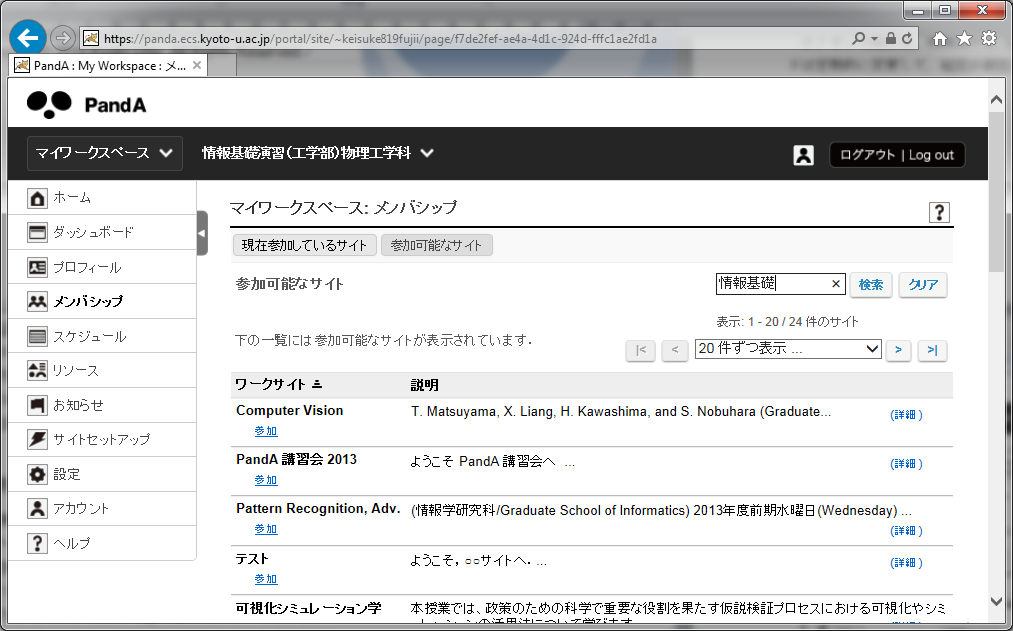 https://panda.ecs.kyoto-u.ac.jp/portal/site/~keisuke819fujii/page/f7de2fef-ae4a-4d1c-924d-fffc1ae2fd1a
PandA : My Workspace : メ...
PandA
マイワークスペース
情報基礎演習(工学部)物理工学科
ログアウト | Log out
ホーム
ダッシュボード
プロフィール
メンバシップ
スケジュール
リソース
お知らせ
サイトセットアップ
設定
アカウント
ヘルプ
マイワークスペース: メンバシップ
?
現在参加しているサイト
参加可能なサイト
参加可能なサイト
情報基礎
検索
クリア
表示: 1 - 20 / 24 件のサイト
下の一覧には 参加可能なサイトが表示されています.
|<
<
20 件ずつ表示 ...
>
>|
ワークサイト
説明
Computer Vision
T. Matsuyama, X. Liang, H. Kawashima, and S. Nobuhara (Graduate...
(詳細 )
参加
PandA 講習会 2013
ようこそ PandA 講習会へ ...
(詳細 )
参加
Pattern Recognition, Adv.
(情報学研究科/Graduate School of Informatics) 2013年度前期水曜日(Wednesday) ...
(詳細 )
参加
テスト
ようこそ, ○○サイトへ. ...
(詳細 )
参加
可視化シミュレーション学
本授業では、政策のための科学で重要な役割を果たす仮説検証プロセスにおける可視化やシミ